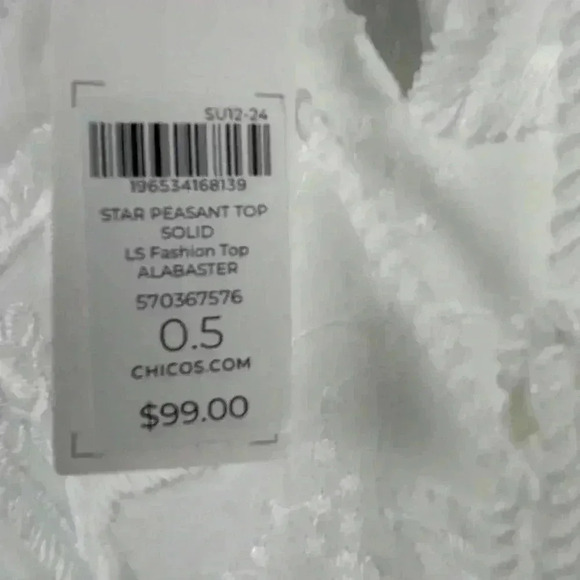 SU12-24
196534168139
STAR PEASANT TOP
SOLID
LS Fashion Top
ALABASTER
570367576
0.5
CHICOS.COM
$99.00